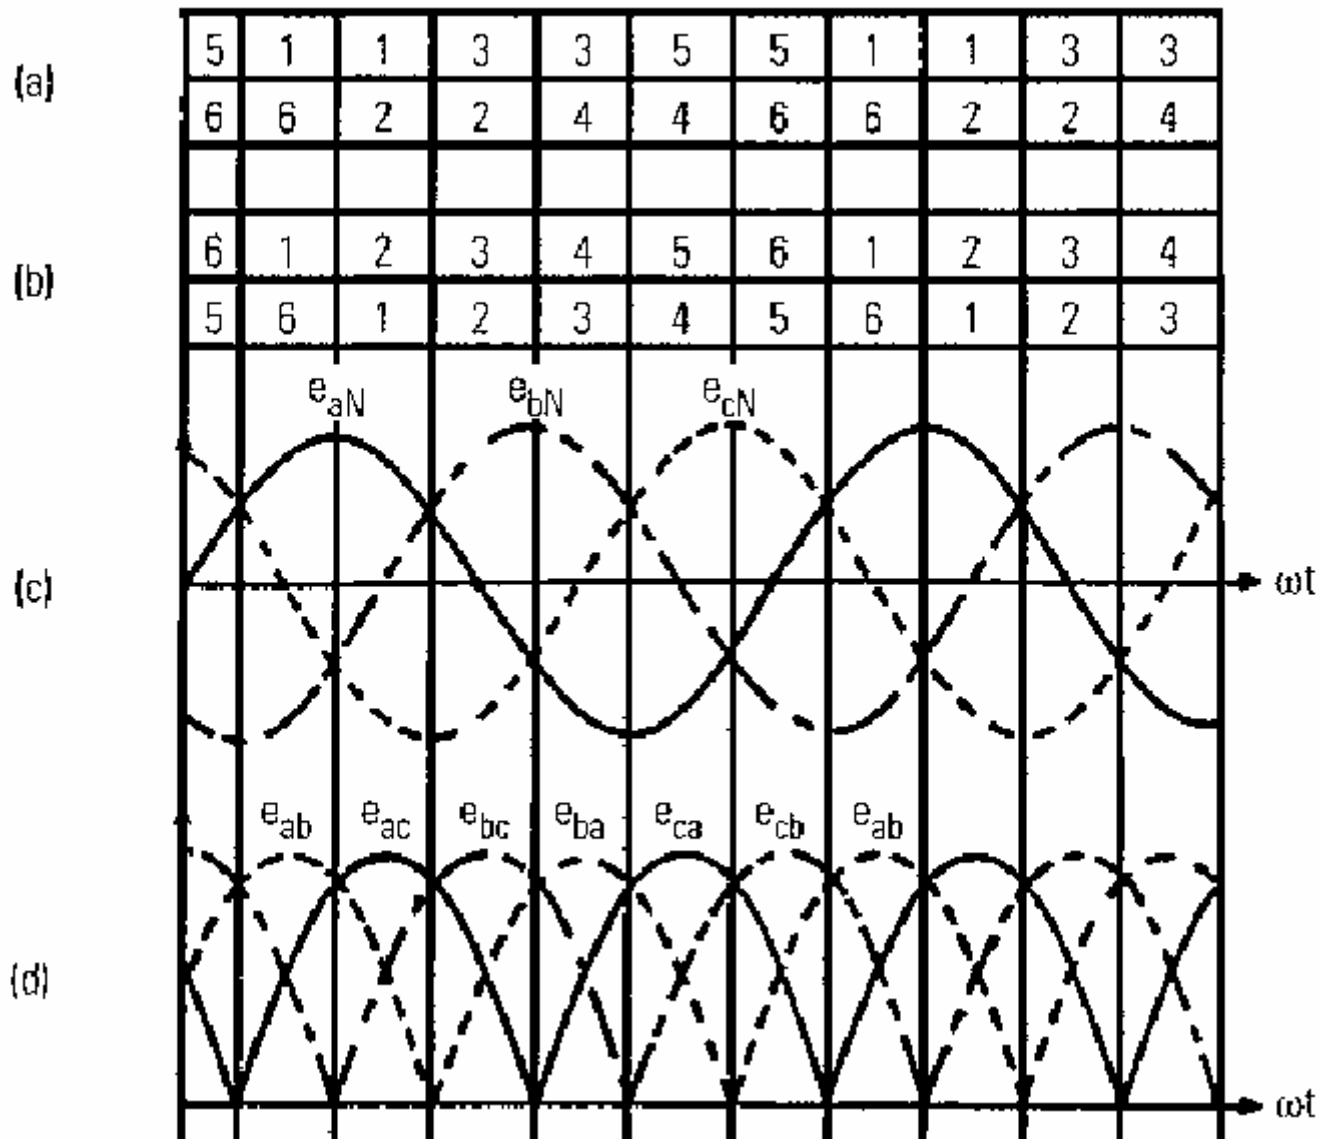 (a)
5 1 1 3 3 5 5 1 1 3 3
6 6 2 2 4 4 6 6 2 2 4
(b)
6 1 2 3 4 5 6 1 2 3 4
5 6 1 2 3 4 5 6 1 2 3
e_aN e_bN e_cN
(c)
ωt
e_ab e_ac e_bc e_ba e_ca e_cb e_ab
(d)
ωt